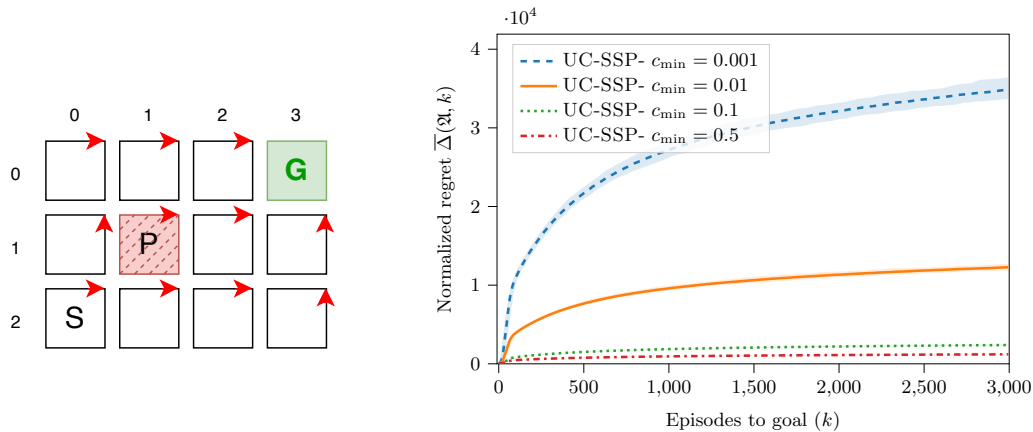 0 1 2 3
0 G
1 P
2 S
·10⁴
4
3
2
1
0
Normalized regret Δ̅(𝔄, k)
UC-SSP- c_min = 0.001
UC-SSP- c_min = 0.01
UC-SSP- c_min = 0.1
UC-SSP- c_min = 0.5
0 500 1,000 1,500 2,000 2,500 3,000
Episodes to goal (k)